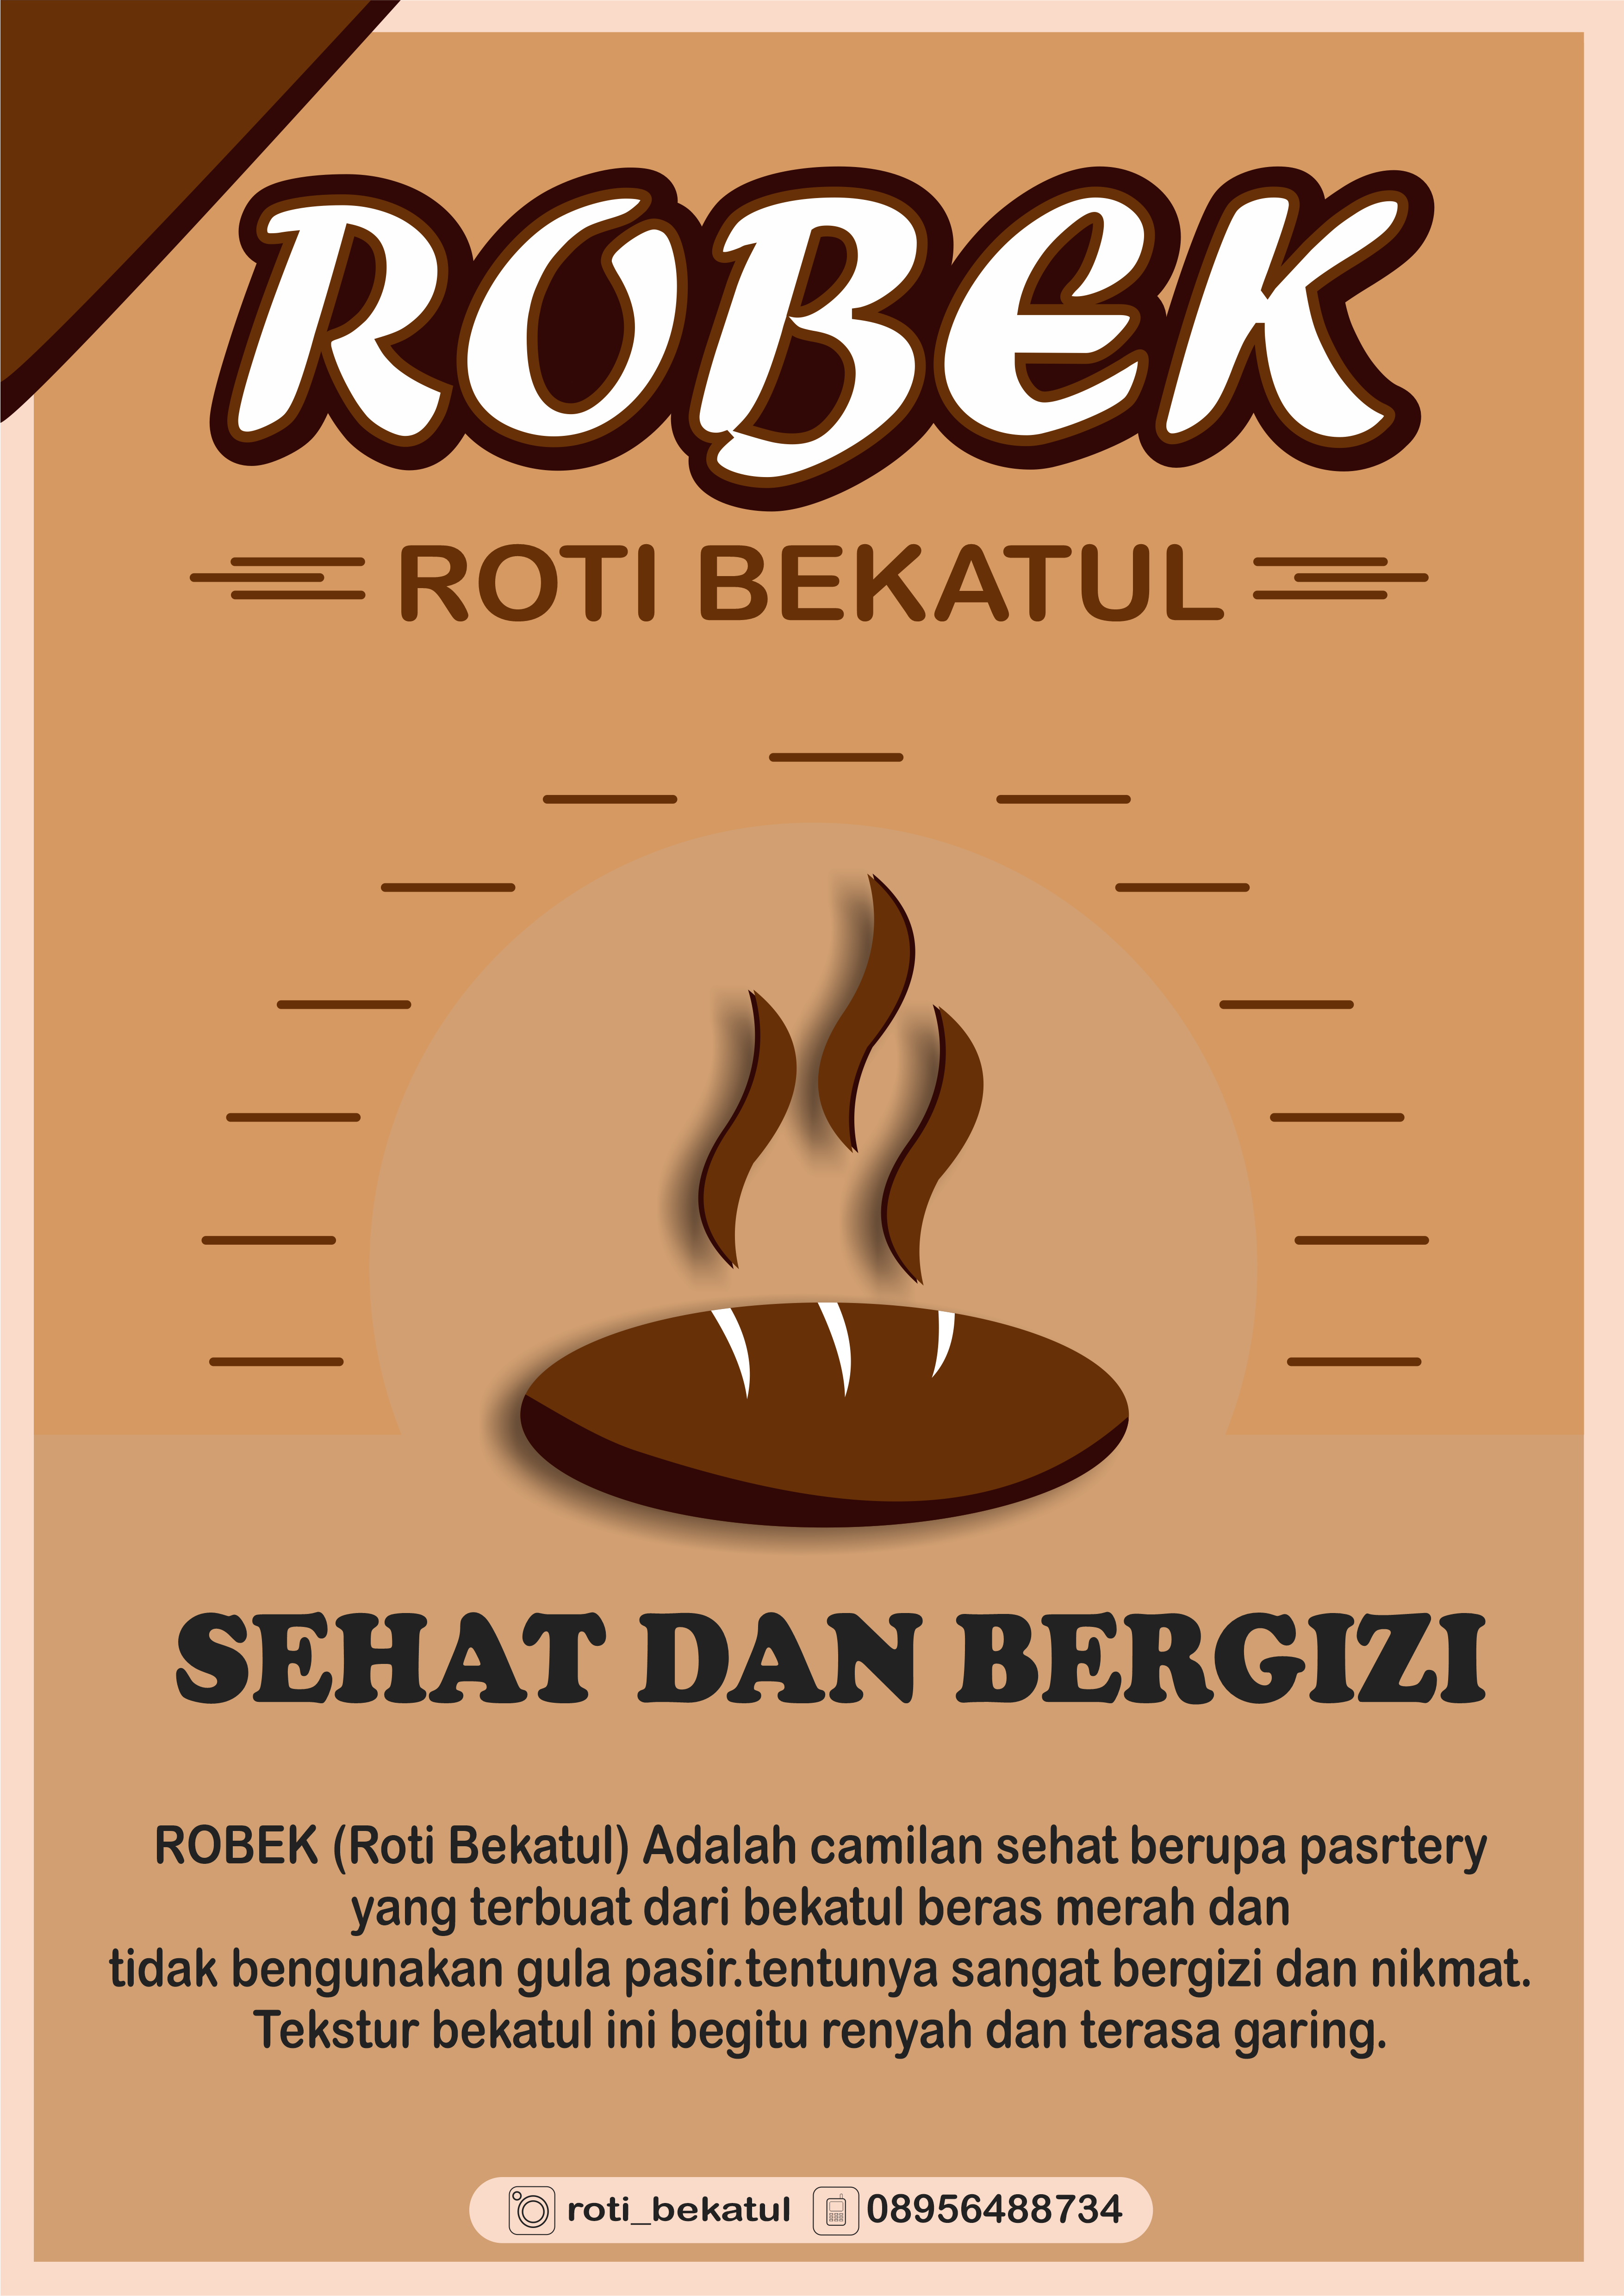 ROBEK
ROTI BEKATUL
SEHAT DAN BERGIZI
ROBEK (Roti Bekatul) Adalah camilan sehat berupa pasrtery
yang terbuat dari bekatul beras merah dan
tidak bengunakan gula pasir.tentunya sangat bergizi dan nikmat.
Tekstur bekatul ini begitu renyah dan terasa garing.
roti_bekatul 08956488734